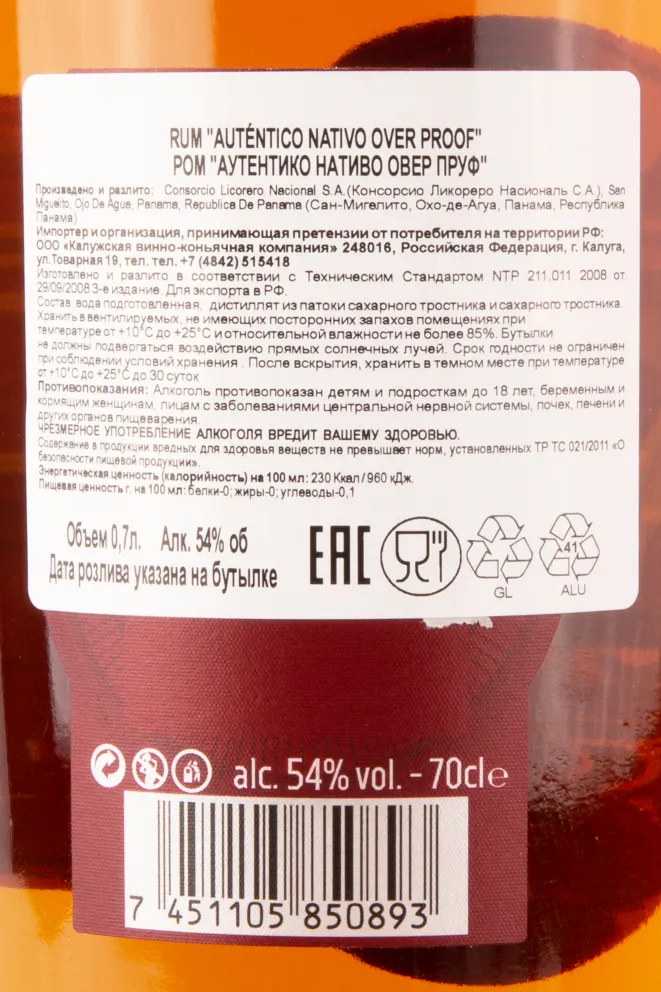 RUM "AUTÉNTICO NATIVO OVER PROOF"
РОМ "АУТЕНТИКО НАТИВО ОВЕР ПРУФ"
Произведено и разлито: Consorcio Licorero Nacional S.A.(Консорсио Ликореро Насиональ С.А.), San
Miguelito, Ojo De Agua, Panama, Republica De Panama (Сан-Мигелито, Охо-де-Агуа, Панама, Республика
Панама)
Импортер и организация, принимающая претензии от потребителя на территории РФ:
ООО «Калужская винно-коньячная компания» 248016, Российская Федерация, г. Калуга,
ул.Товарная 19, тел. тел. +7 (4842) 515418
Изготовлено и разлито в соответствии с Техническим Стандартом NTP 211.011 2008 от
29/09/2008 3-е издание. Для экспорта в РФ.
Состав вода подготовленная, дистиллят из патоки сахарного тростника и сахарного тростника.
Хранить в вентилируемых, не имеющих посторонних запахов помещениях при
температуре от +10°С до +25°С и относительной влажности не более 85%. Бутылки
не должны подвергаться воздействию прямых солнечных лучей. Срок годности не ограничен
при соблюдении условий хранения . После вскрытия, хранить в темном месте при температуре
от +10°С до +25°С до 30 суток
Противопоказания: Алкоголь противопоказан детям и подросткам до 18 лет, беременным и
кормящим женщинам, лицам с заболеваниями центральной нервной системы, почек, печени и
других органов пищеварения.
ЧРЕЗМЕРНОЕ УПОТРЕБЛЕНИЕ АЛКОГОЛЯ ВРЕДИТ ВАШЕМУ ЗДОРОВЬЮ.
Содержание в продукции вредных для здоровья веществ не превышает норм, установленных ТР ТС 021/2011 «О
безопасности пищевой продукции».
Энергетическая ценность (калорийность) на 100 мл: 230 Ккал/960 кДж.
Пищевая ценность г. на 100 мл: белки-0; жиры-0; углеводы-0,1
Объем 0,7л. Алк. 54% об
Дата розлива указана на бутылке
EAC
41
GL
ALU
alc. 54% vol. - 70cl e
7 451105 850893